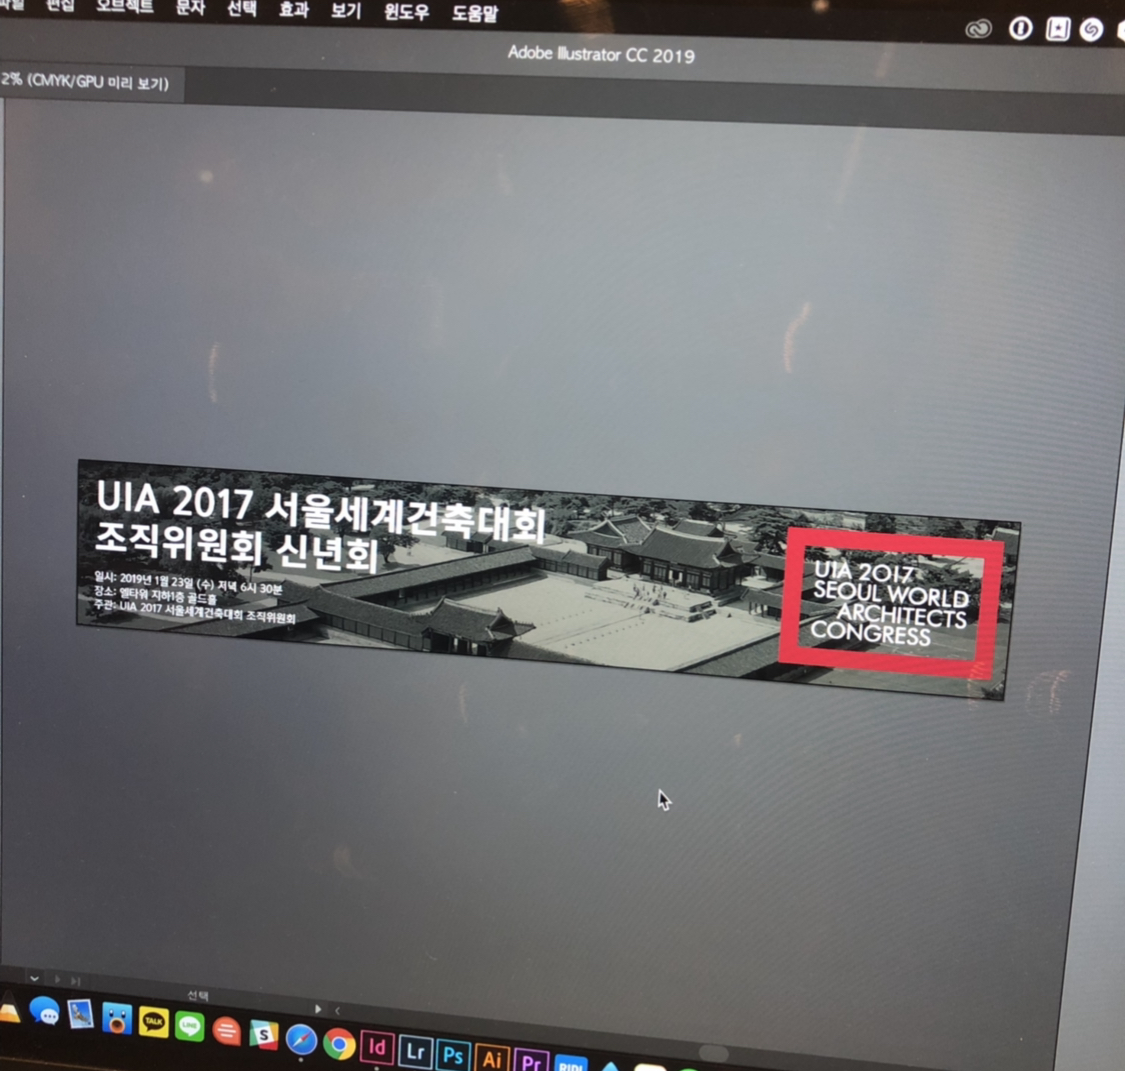 파일 편집 오브젝트 문자 선택 효과 보기 윈도우 도움말
Adobe Illustrator CC 2019
2% (CMYK/GPU 미리 보기)
UIA 2017 서울세계건축대회
조직위원회 신년회
일시: 2019년 1월 23일 (수) 저녁 6시 30분
장소: 엘타워 지하1층 골드홀
주관: UIA 2017 서울세계건축대회 조직위원회
UIA 2017
SEOUL WORLD
ARCHITECTS
CONGRESS
선택
TALK
LINE
S
Id
Lr
Ps
Ai
Pr
RIDI